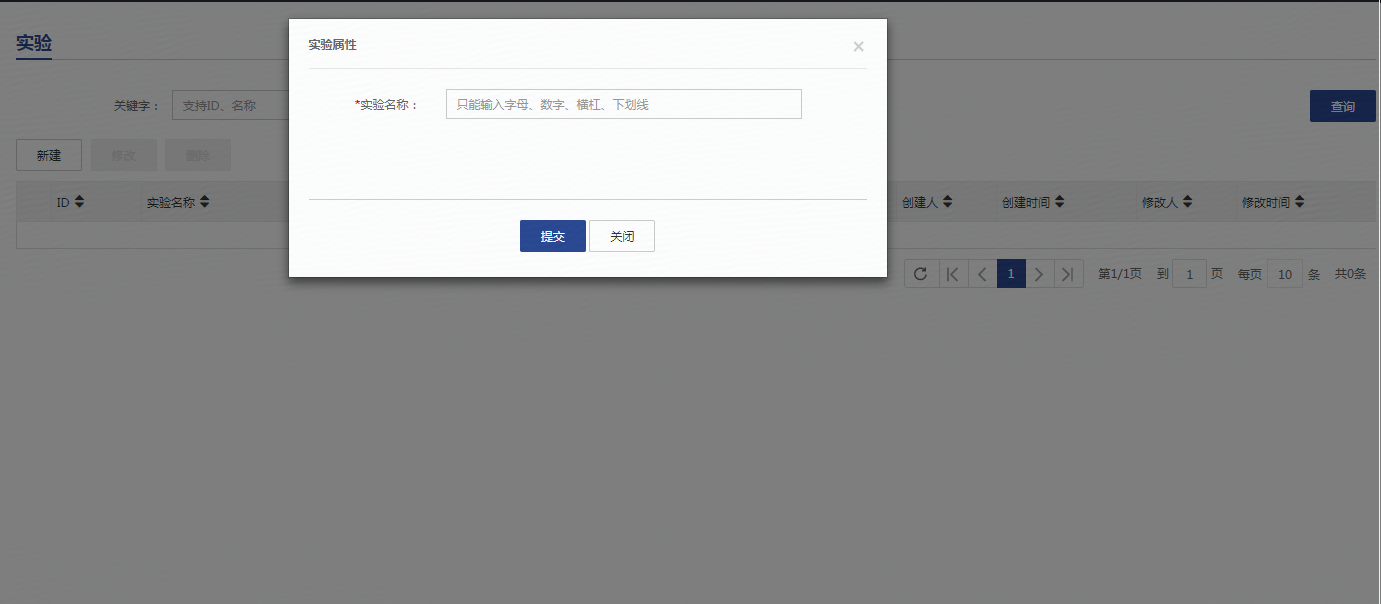 实验
实验属性
×
关键字：
支持ID、名称
*实验名称：
只能输入字母、数字、横杠、下划线
查询
新建 修改 删除
ID 实验名称 创建人 创建时间 修改人 修改时间
提交 关闭
1 第1/1页 到 1 页 每页 10 条 共0条